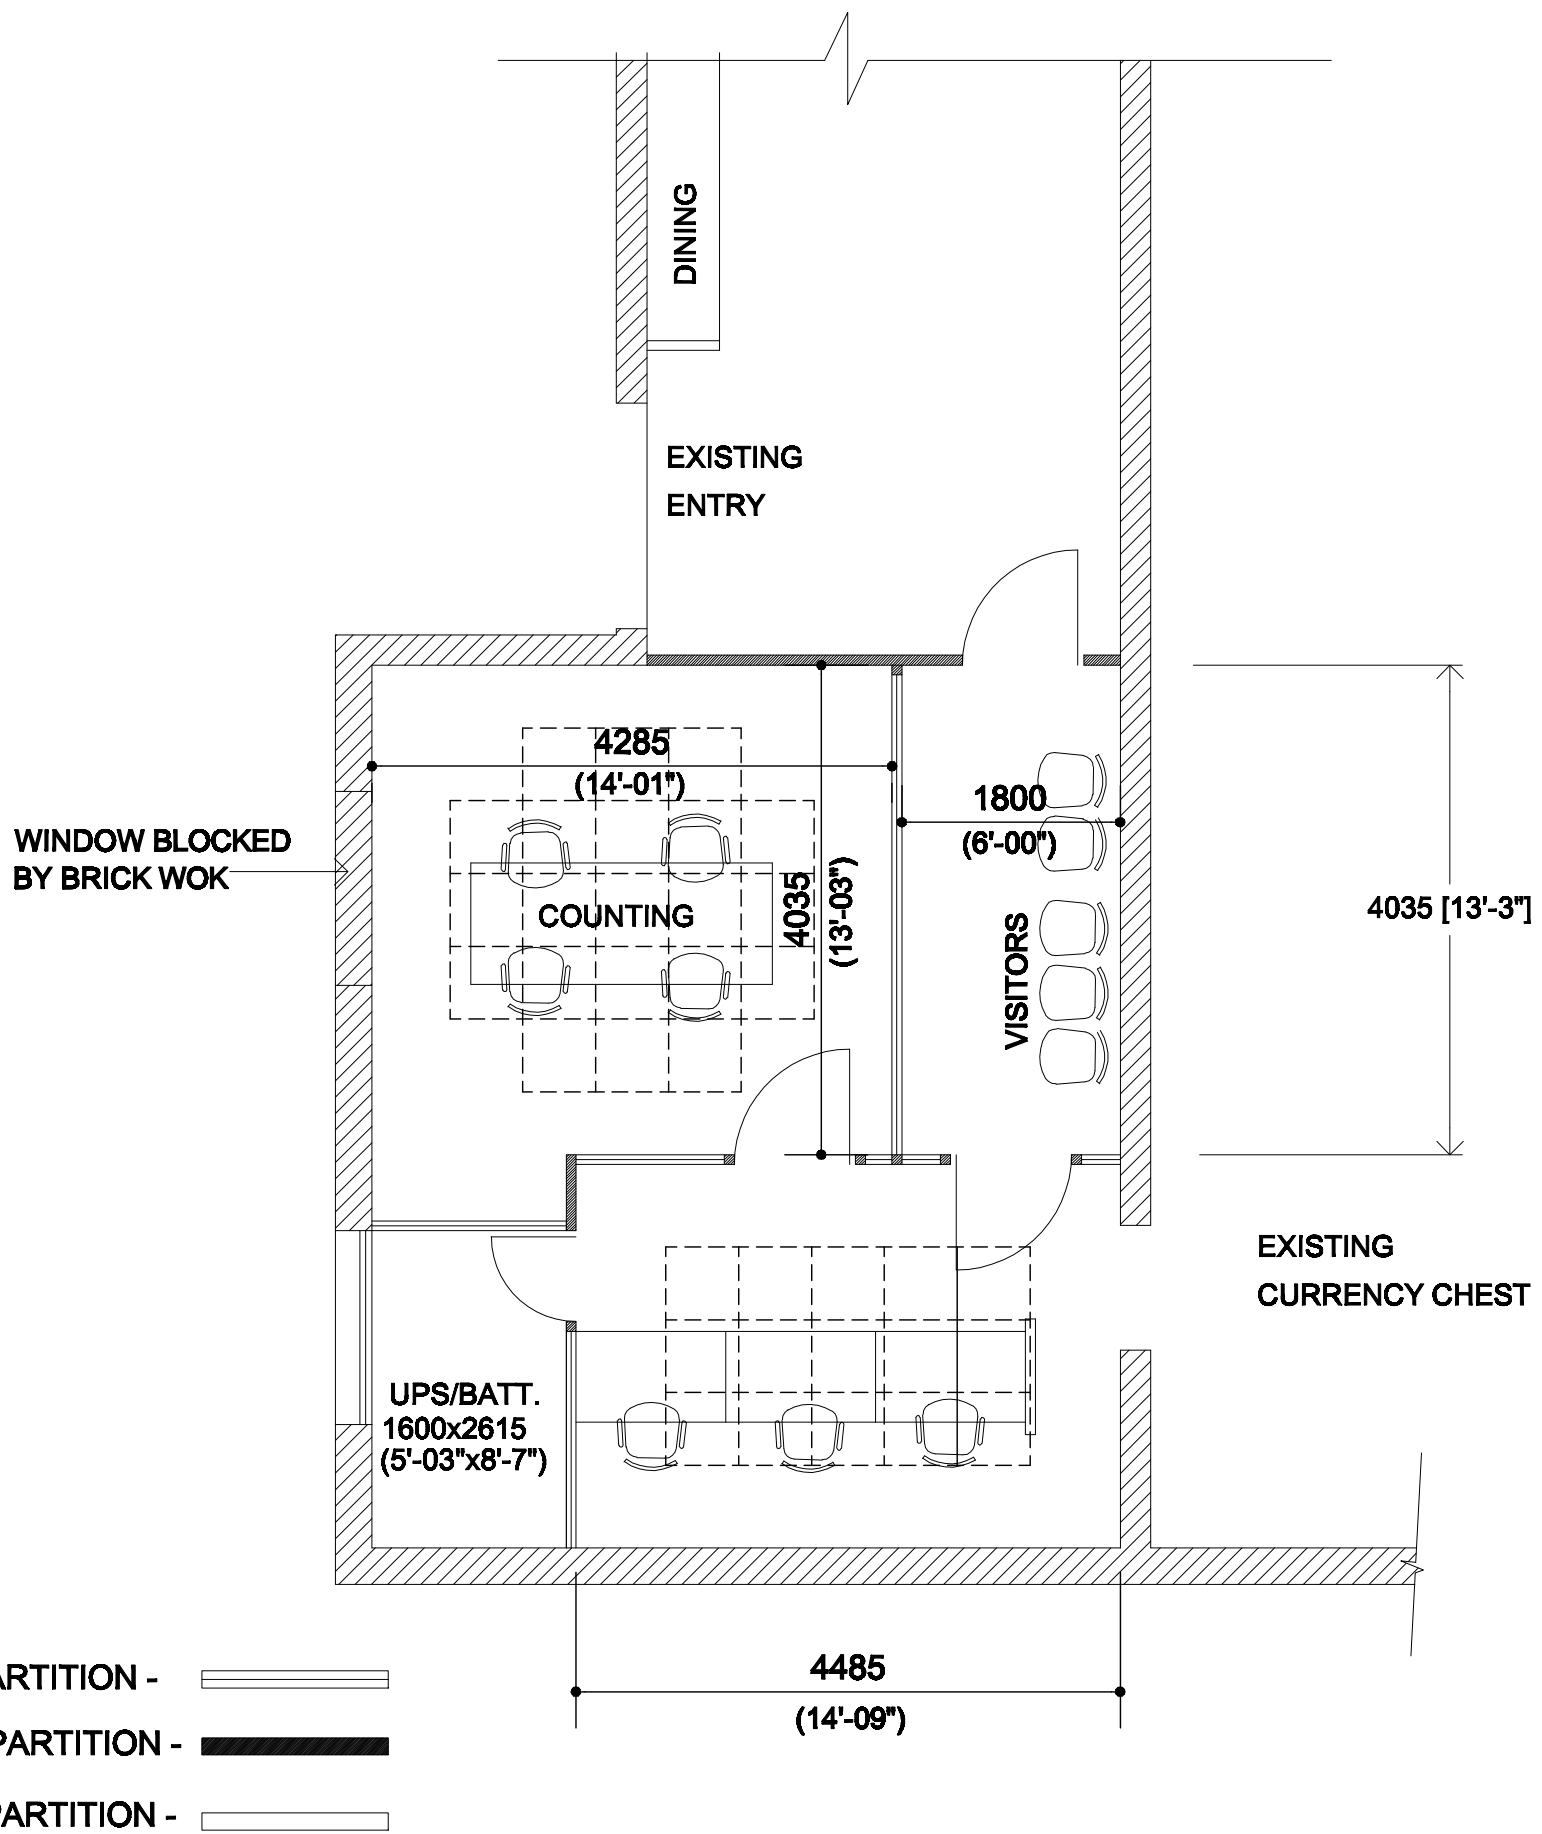 DINING
EXISTING
ENTRY
4285
(14'-01")
1800
(6'-00")
WINDOW BLOCKED
BY BRICK WOK
COUNTING
4035
(13'-03")
VISITORS
4035 [13'-3"]
EXISTING
CURRENCY CHEST
UPS/BATT.
1600x2615
(5'-03"x8'-7")
4485
(14'-09")
ARTITION -
PARTITION -
PARTITION -